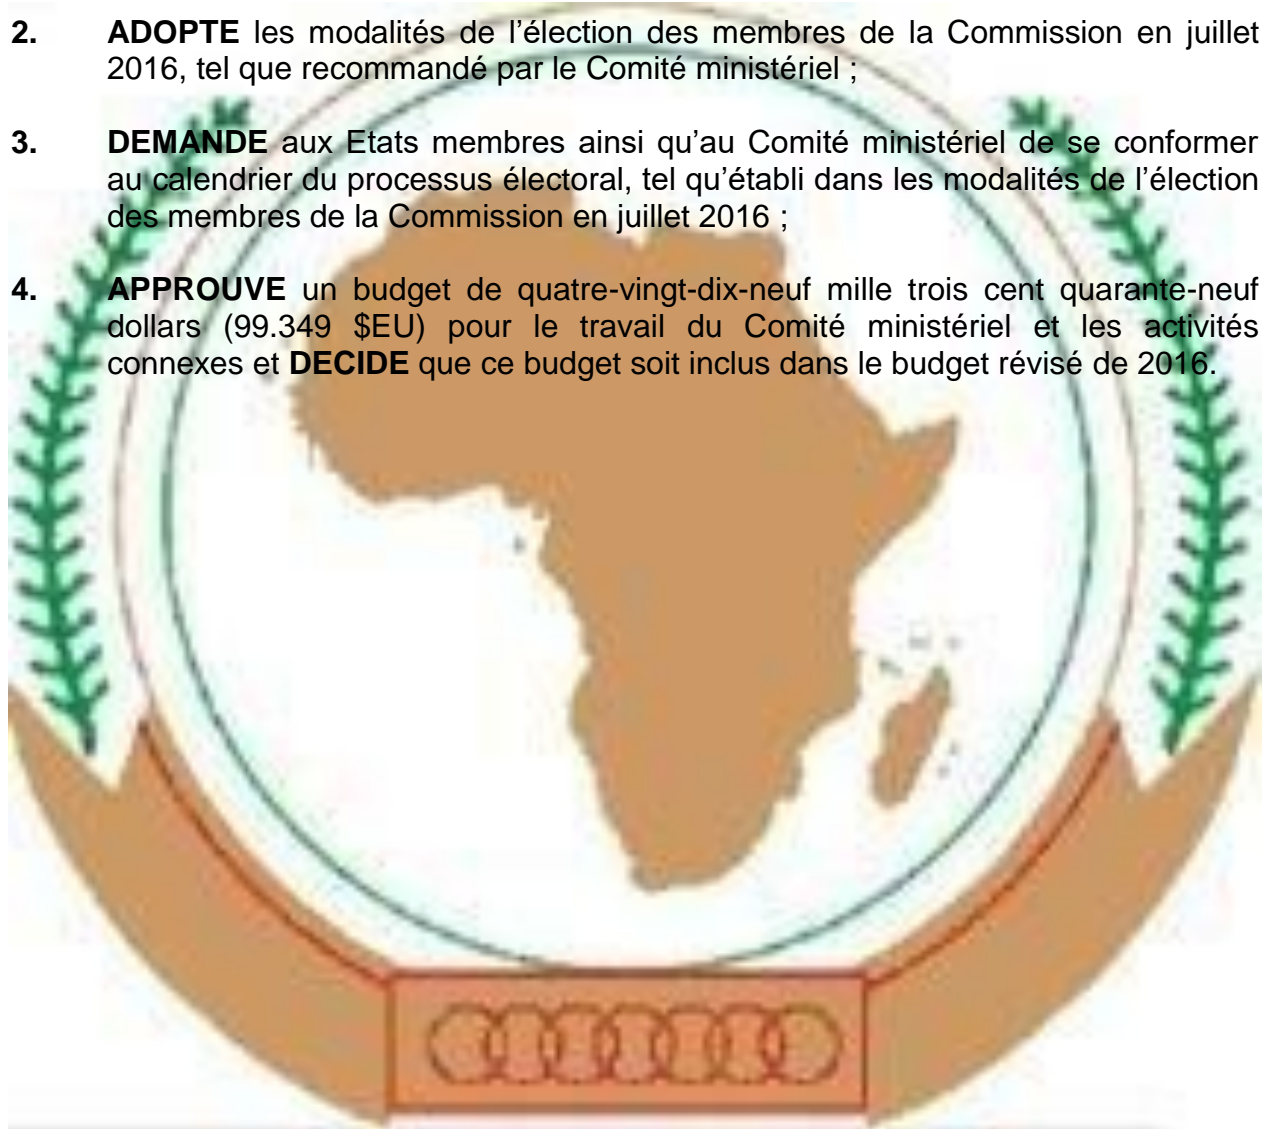 2. ADOPTE les modalités de l’élection des membres de la Commission en juillet
2016, tel que recommandé par le Comité ministériel ;
3. DEMANDE aux Etats membres ainsi qu’au Comité ministériel de se conformer
au calendrier du processus électoral, tel qu’établi dans les modalités de l’élection
des membres de la Commission en juillet 2016 ;
4. APPROUVE un budget de quatre-vingt-dix-neuf mille trois cent quarante-neuf
dollars (99.349 $EU) pour le travail du Comité ministériel et les activités
connexes et DECIDE que ce budget soit inclus dans le budget révisé de 2016.